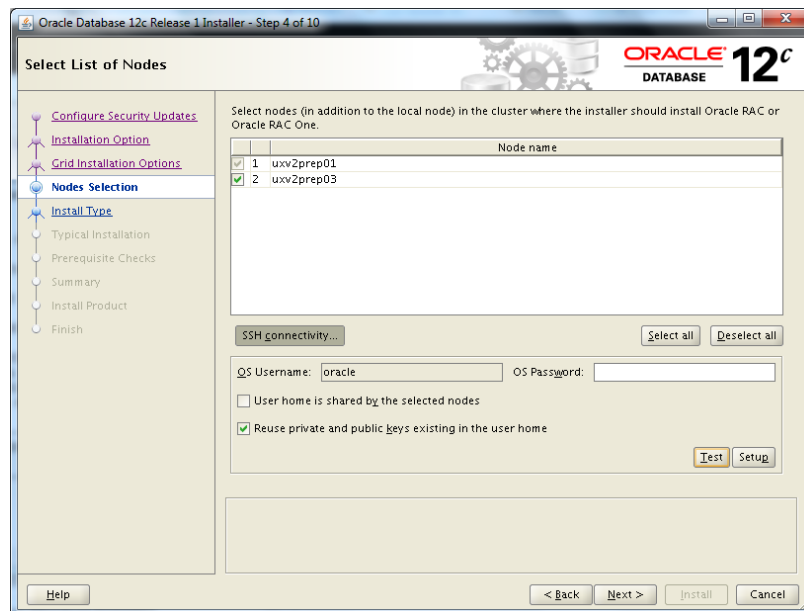 Oracle Database 12c Release 1 Installer - Step 4 of 10
Select List of Nodes
ORACLE
DATABASE
12c
Configure Security Updates
Installation Option
Grid Installation Options
Nodes Selection
Install Type
Typical Installation
Prerequisite Checks
Summary
Install Product
Finish
Select nodes (in addition to the local node) in the cluster where the installer should install Oracle RAC or
Oracle RAC One.
Node name
1 uxv2prep01
2 uxv2prep03
SSH connectivity...
Select all
Deselect all
OS Username: oracle
OS Password:
User home is shared by the selected nodes
Reuse private and public keys existing in the user home
Test
Setup
Help
< Back
Next >
Install
Cancel